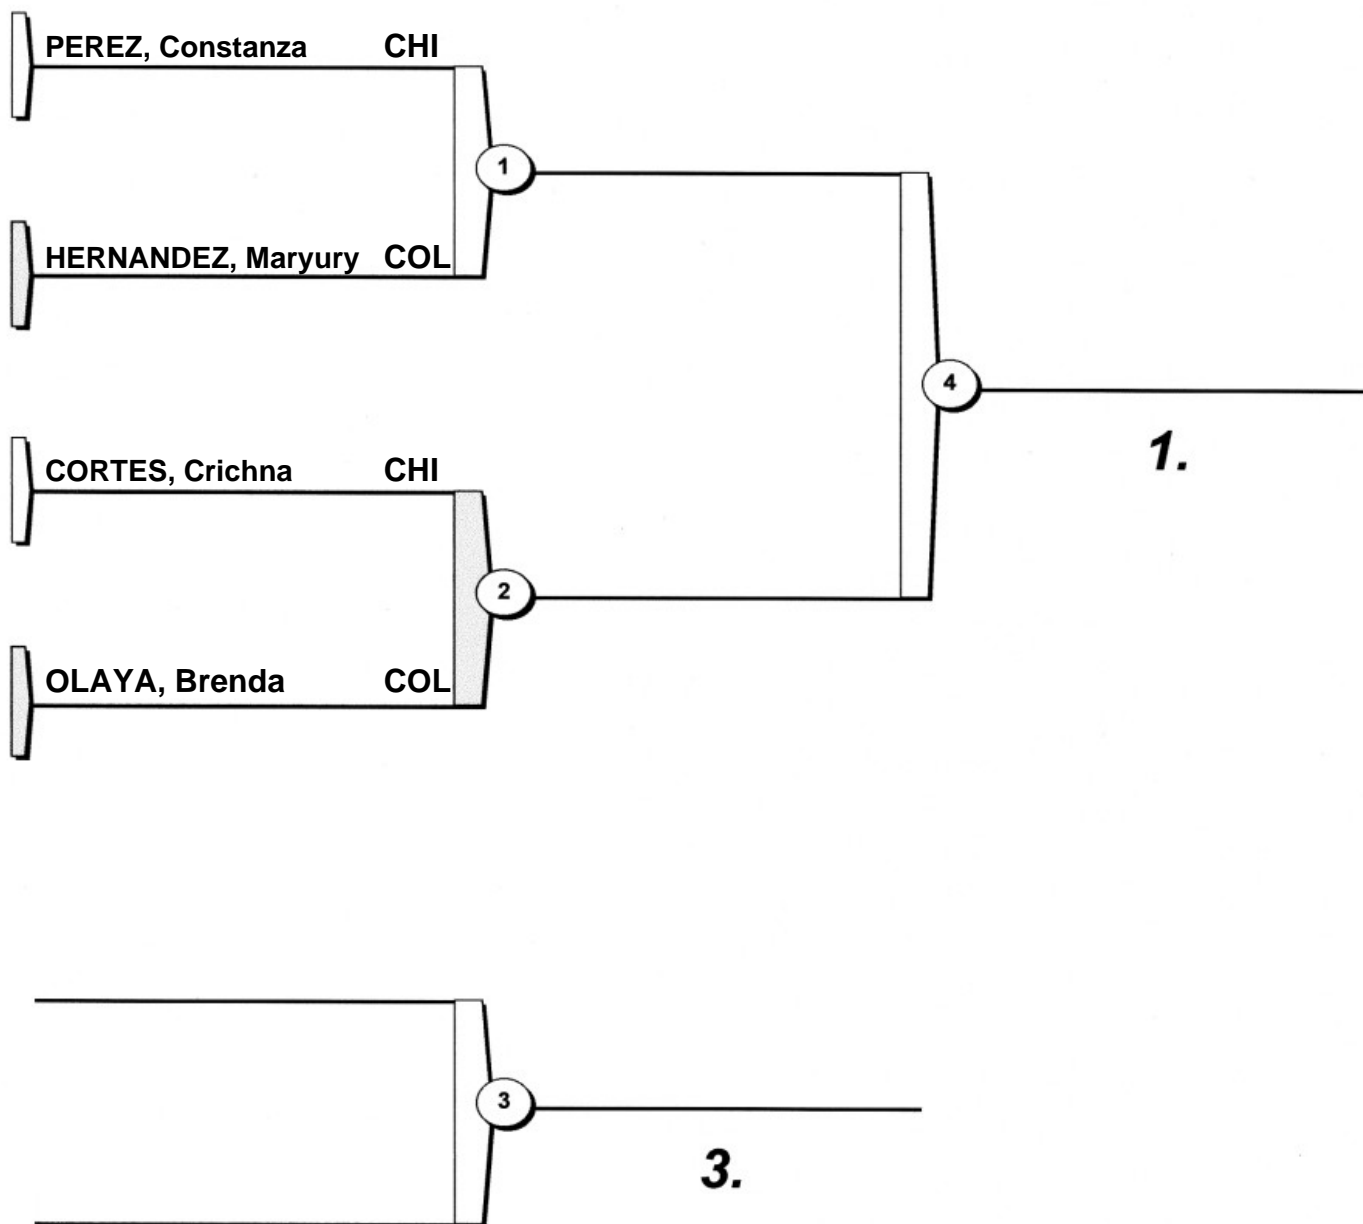 PEREZ, Constanza CHI
1
HERNANDEZ, Maryury COL
4
1.
CORTES, Crichna CHI
2
OLAYA, Brenda COL
3
3.